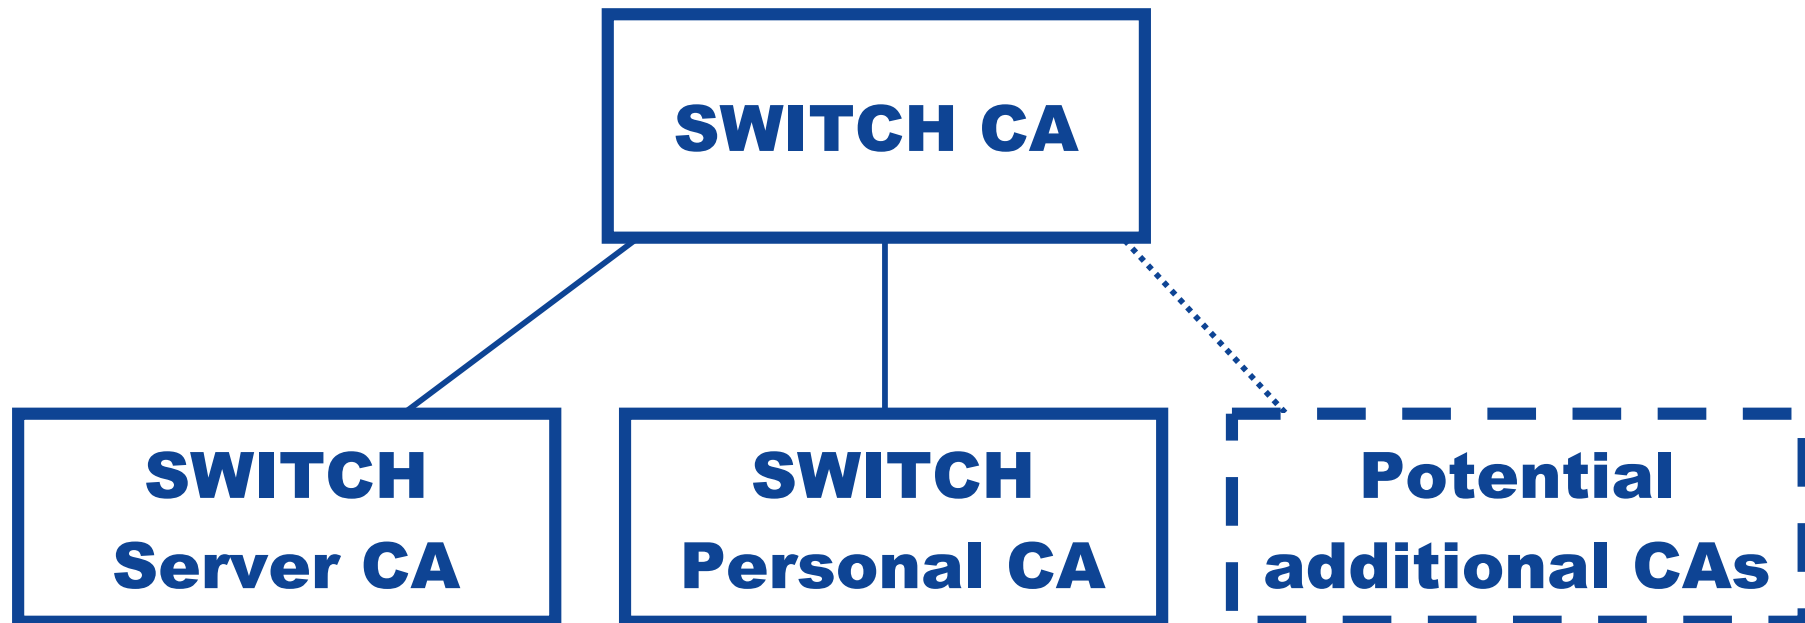 SWITCH CA
SWITCH
Server CA
SWITCH
Personal CA
Potential
additional CAs